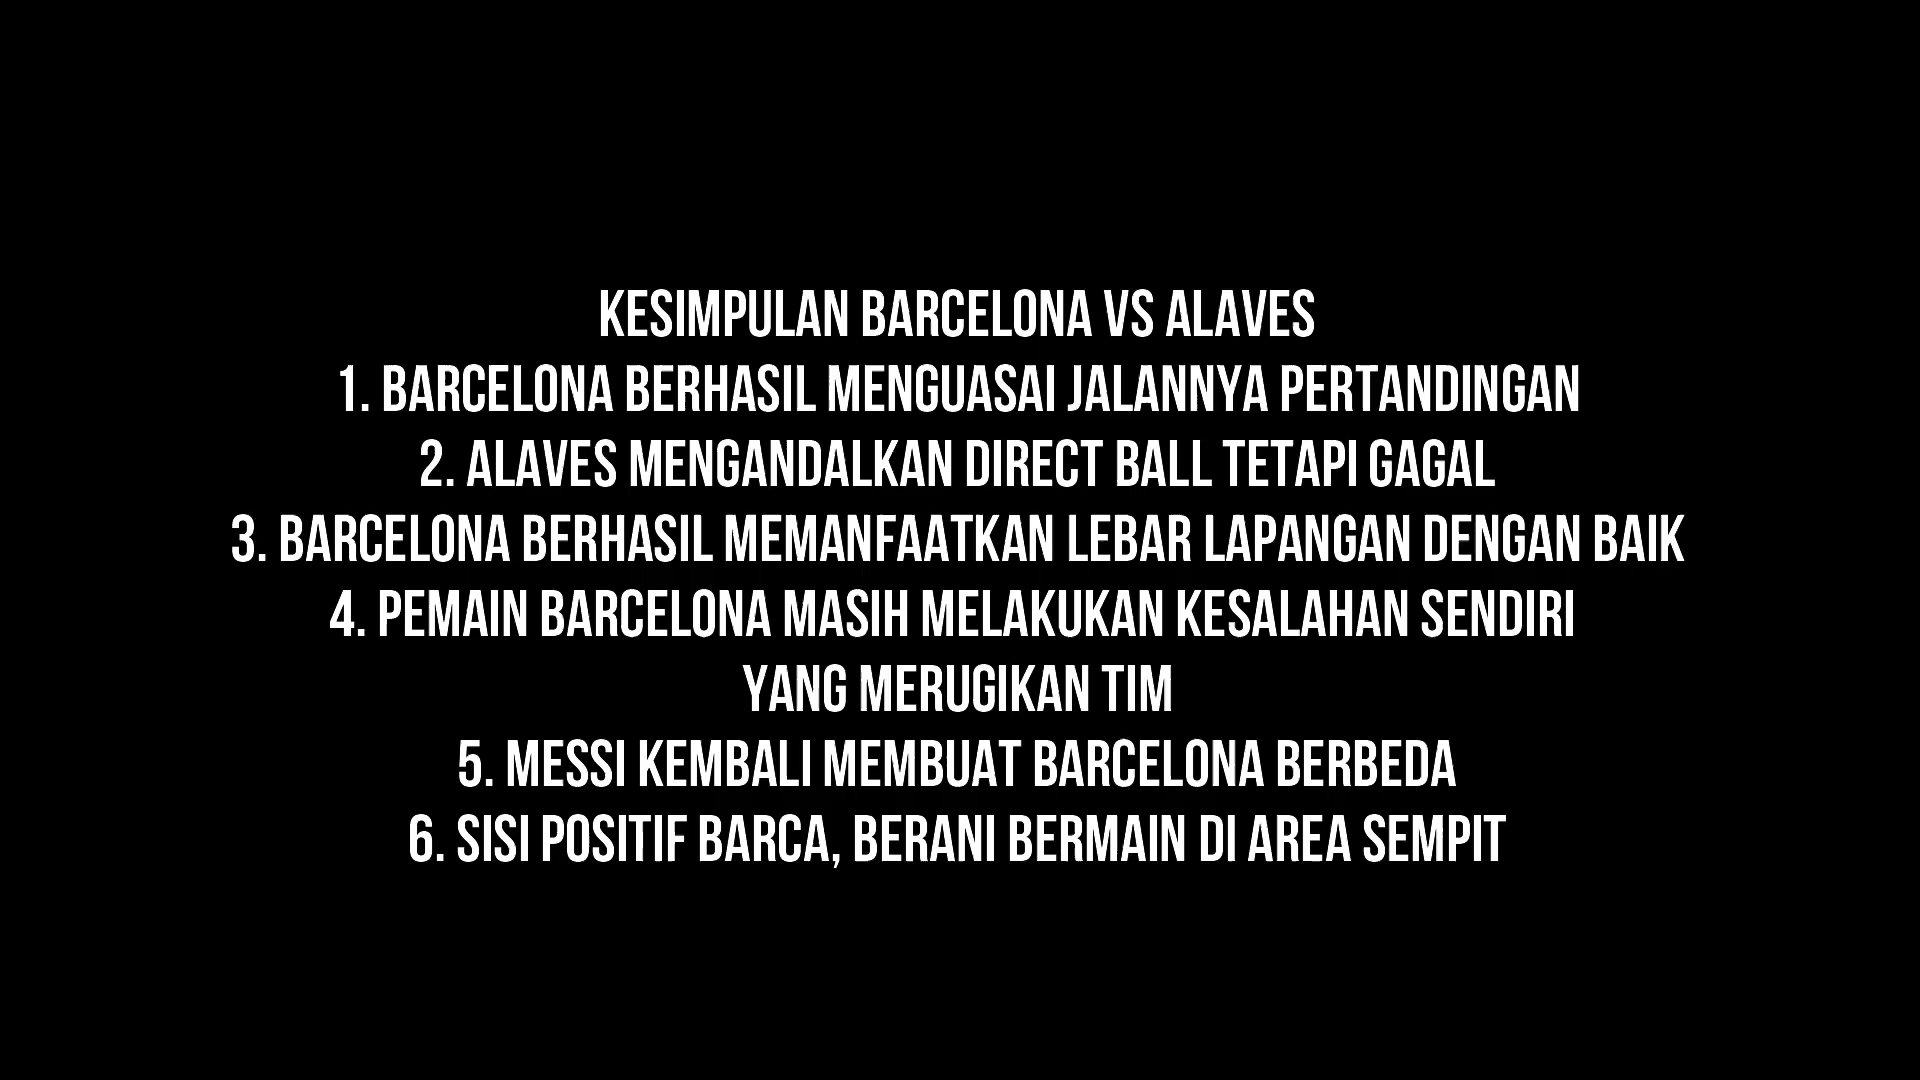 KESIMPULAN BARCELONA VS ALAVES
1. BARCELONA BERHASIL MENGUASAI JALANNYA PERTANDINGAN
2. ALAVES MENGANDALKAN DIRECT BALL TETAPI GAGAL
3. BARCELONA BERHASIL MEMANFAATKAN LEBAR LAPANGAN DENGAN BAIK
4. PEMAIN BARCELONA MASIH MELAKUKAN KESALAHAN SENDIRI
YANG MERUGIKAN TIM
5. MESSI KEMBALI MEMBUAT BARCELONA BERBEDA
6. SISI POSITIF BARCA, BERANI BERMAIN DI AREA SEMPIT